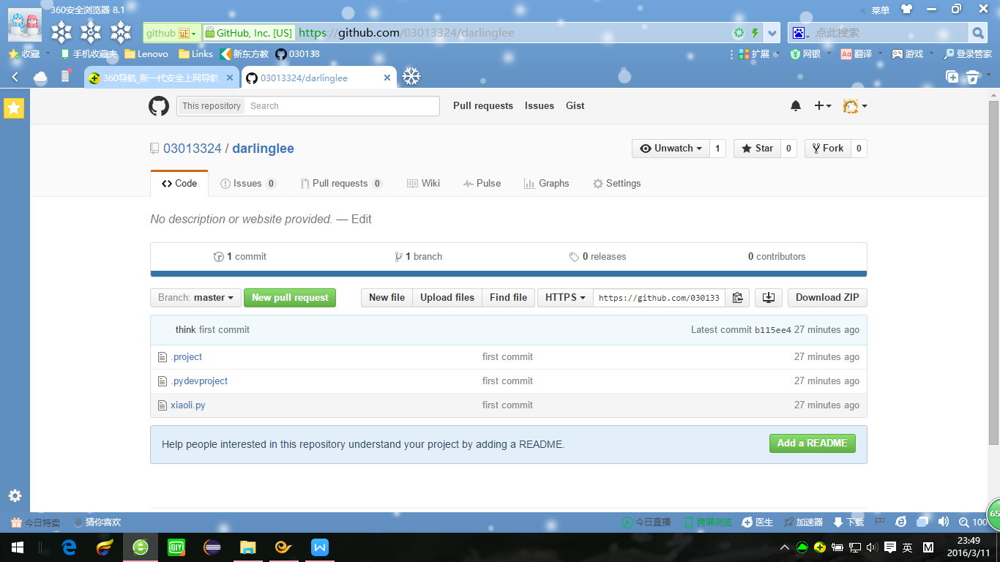 360安全浏览器 8.1
菜单
github 证 GitHub, Inc. [US] https://github.com/03013324/darlinglee 点此搜索
收藏 手机收藏夹 Lenovo Links 新东方教 030138 扩展 网银 Aa 翻译 游戏 登录管家
360导航_新一代安全上网导航 03013324/darlinglee
This repository Search Pull requests Issues Gist
03013324 / darlinglee Unwatch 1 Star 0 Fork 0
Code Issues 0 Pull requests 0 Wiki Pulse Graphs Settings
No description or website provided. — Edit
1 commit 1 branch 0 releases 0 contributors
Branch: master New pull request New file Upload files Find file HTTPS https://github.com/030133 Download ZIP
think first commit Latest commit b115ee4 27 minutes ago
.project first commit 27 minutes ago
.pydevproject first commit 27 minutes ago
xiaoli.py first commit 27 minutes ago
Help people interested in this repository understand your project by adding a README. Add a README
65
今日特卖 猜你喜欢 今日直播 跨屏浏览 医生 加速器 下载 100
QIY W 英 M 23:49
2016/3/11